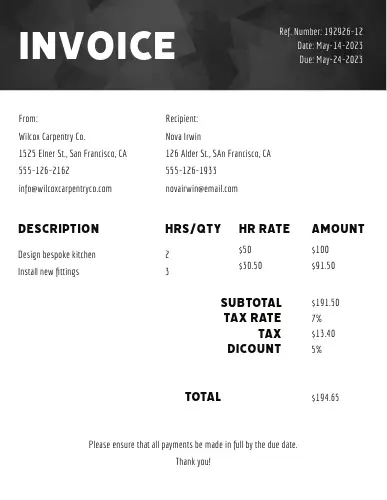 INVOICE
Ref. Number: 192926-12
Date: May-14-2023
Due: May-24-2023
From:
Wilcox Carpentry Co.
1525 Elner St., San Francisco, CA
555-126-2162
info@wilcoxcarpentryco.com
Recipient:
Nova Irwin
126 Alder St., SAn Francisco, CA
555-126-1933
novairwin@email.com
DESCRIPTION HRS/QTY HR RATE AMOUNT
Design bespoke kitchen 2 $50 $100
Install new fittings 3 $30.50 $91.50
SUBTOTAL $191.50
TAX RATE 7%
TAX $13.40
DICOUNT 5%
TOTAL $194.65
Please ensure that all payments be made in full by the due date.
Thank you!